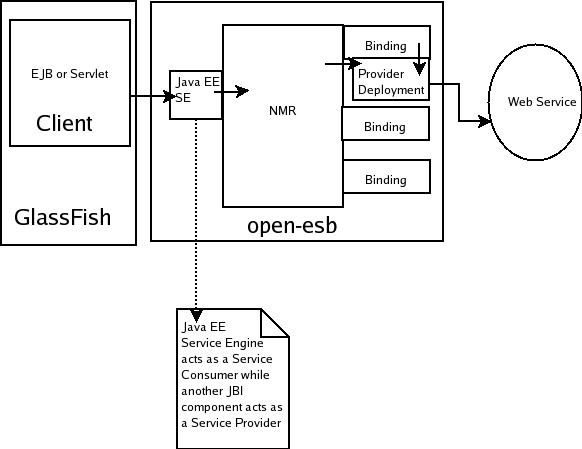 EJB or Servlet
Client
GlassFish
Java EE
SE
NMR
Binding
Provider
Deployment
Binding
Binding
open-esb
Web Service
Java EE
Service Engine
acts as a Service
Consumer while
another JBI
component acts as
a Service Provider